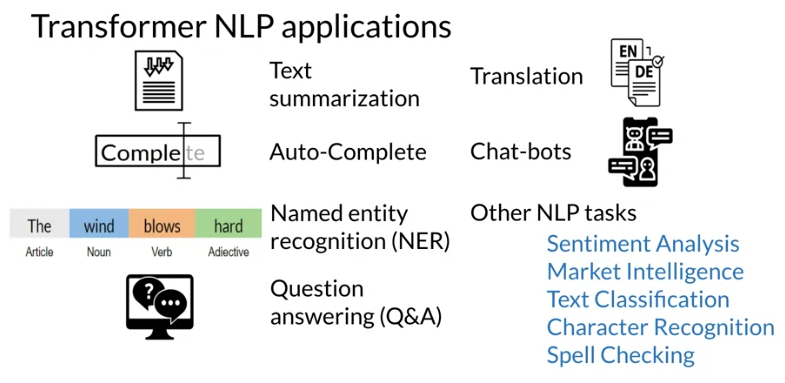 Transformer NLP applications
Text
summarization
Translation
EN
DE
Complete
Auto-Complete
Chat-bots
The wind blows hard
Article Noun Verb Adjective
Named entity
recognition (NER)
?
Question
answering (Q&A)
Other NLP tasks
Sentiment Analysis
Market Intelligence
Text Classification
Character Recognition
Spell Checking